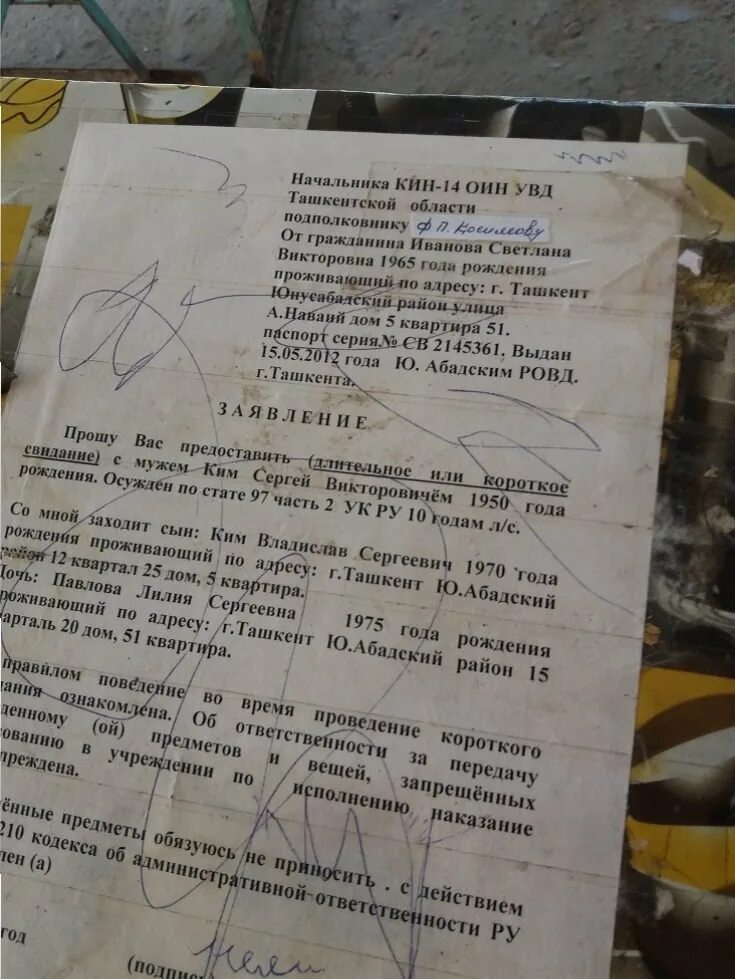 Начальника КИН-14 ОИН УВД
Ташкентской области
подполковнику Ф П. Косимову
От гражданина Иванова Светлана
Викторовна 1965 года рождения
проживающий по адресу: г. Ташкент
Юнусабадский район улица
А.Наваий дом 5 квартира 51.
паспорт серия№ СВ 2145361, Выдан
15.05.2012 года Ю. Абадским РОВД.
г.Ташкента.
ЗАЯВЛЕНИЕ
Прошу Вас предоставить (длительное или короткое
свидание) с мужем Ким Сергей Викторовичём 1950 года
рождения. Осужден по стате 97 часть 2 УК РУ 10 годам л/с.
Со мной заходит сын: Ким Владислав Сергеевич 1970 года
рождения проживающий по адресу: г.Ташкент Ю.Абадский
район 12 квартал 25 дом, 5 квартира.
Дочь: Павлова Лилия Сергеевна 1975 года рождения
роживающий по адресу: г.Ташкент Ю.Абадский район 15
варталь 20 дом, 51 квартира.
правилом поведение во время проведение короткого
дания ознакомлена. Об ответственности за передачу
денному (ой) предметов и вещей, запрещённых
зованию в учреждении по исполнению наказание
преждена.
ённые предметы обязуюсь не приносить . с действием
210 кодекса об административной ответственности РУ
лен (а)
год
(подпис